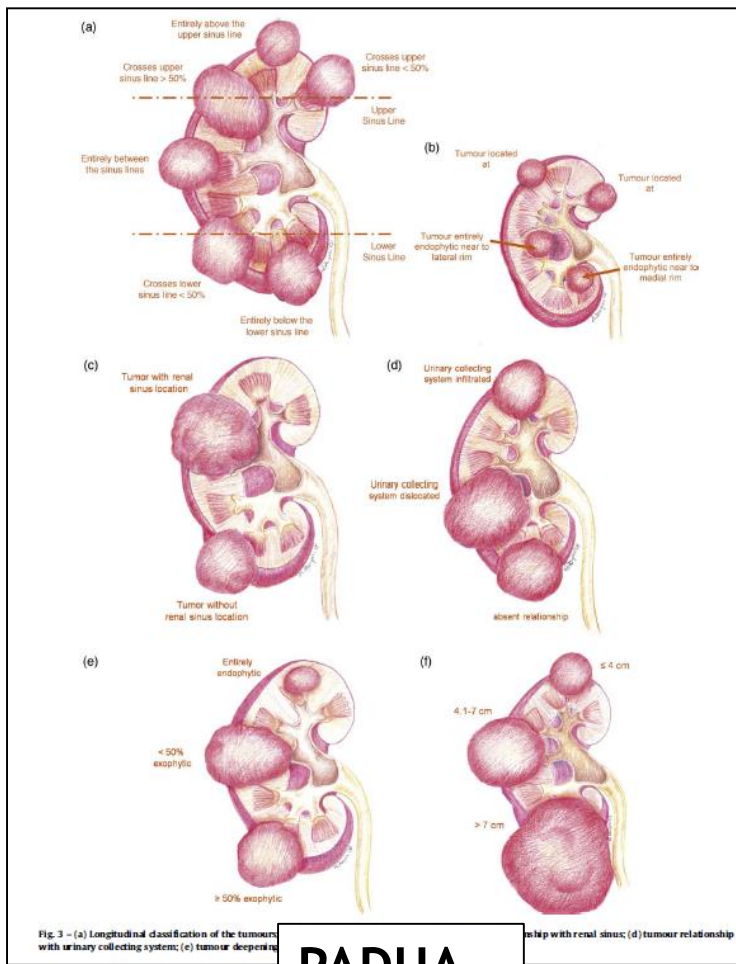 (a)
Entirely above the
upper sinus line
Crosses upper
sinus line > 50%
Crosses upper
sinus line < 50%
Upper
Sinus Line
Entirely between
the sinus lines
Lower
Sinus Line
Crosses lower
sinus line < 50%
Entirely below the
lower sinus line
(b)
Tumour located
at
Tumour located
at
Tumour entirely
endophytic near to
lateral rim
Tumour entirely
endophytic near to
medial rim
(c)
Tumor with renal
sinus location
Tumor without
renal sinus location
(d)
Urinary collecting
system infiltrated
Urinary collecting
system dislocated
absent relationship
(e)
Entirely
endophytic
< 50%
exophytic
≥ 50% exophytic
(f)
≤ 4 cm
4.1-7 cm
> 7 cm
Fig. 3 – (a) Longitudinal classification of the tumours; nship with renal sinus; (d) tumour relationship
with urinary collecting system; (e) tumour deepening
PADUA